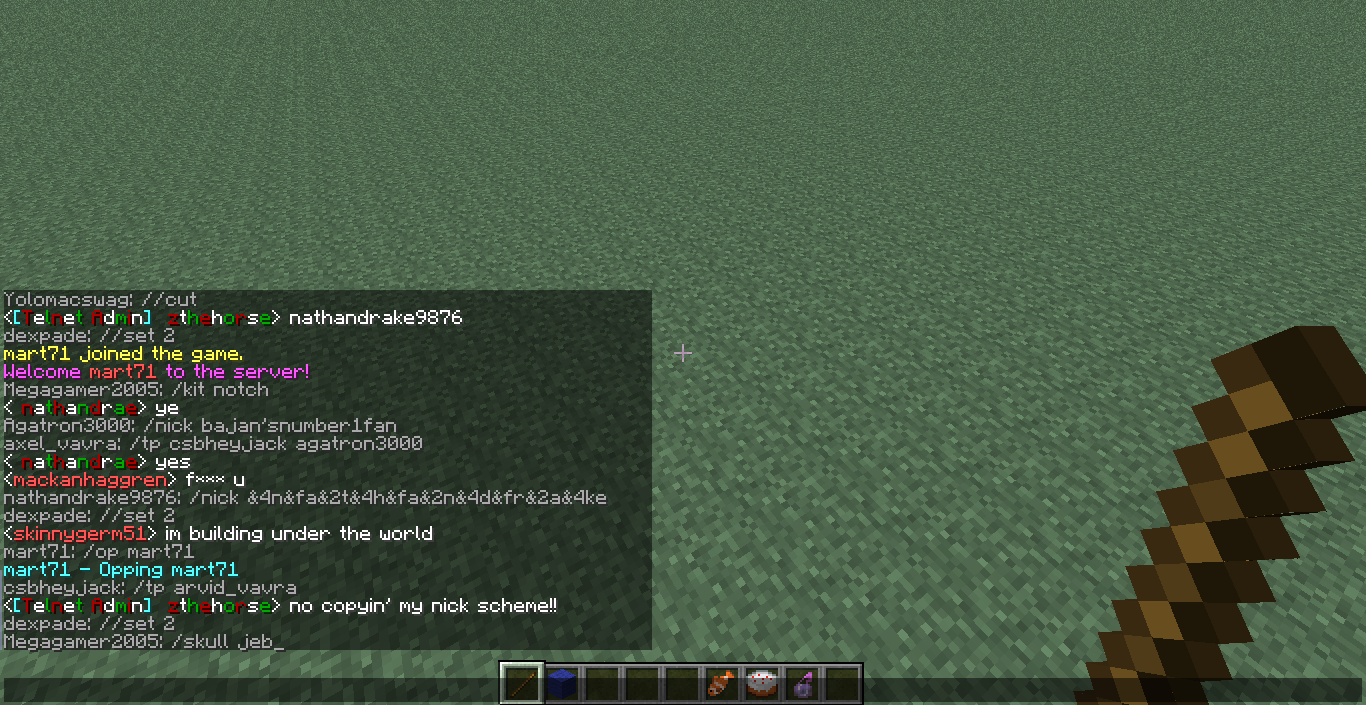 Yolomacswag: //cut
<[Telnet Admin] zthehorse> nathandrake9876
dexpade: //set 2
mart71 joined the game.
Welcome mart71 to the server!
Megagamer2005: /kit notch
< nathandrae> ye
Agatron3000: /nick bajan'snumber1fan
axel_vavra: /tp csbheyjack agatron3000
< nathandrae> yes
<mackanhaggren> f*** u
nathandrake9876: /nick &4n&fa&2t&4h&fa&2n&4d&fr&2a&4ke
dexpade: //set 2
<skinnygerm51> im building under the world
mart71: /op mart71
mart71 - Opping mart71
csbheyjack: /tp arvid_vavra
<[Telnet Admin] zthehorse> no copyin' my nick scheme!!
dexpade: //set 2
Megagamer2005: /skull jeb_